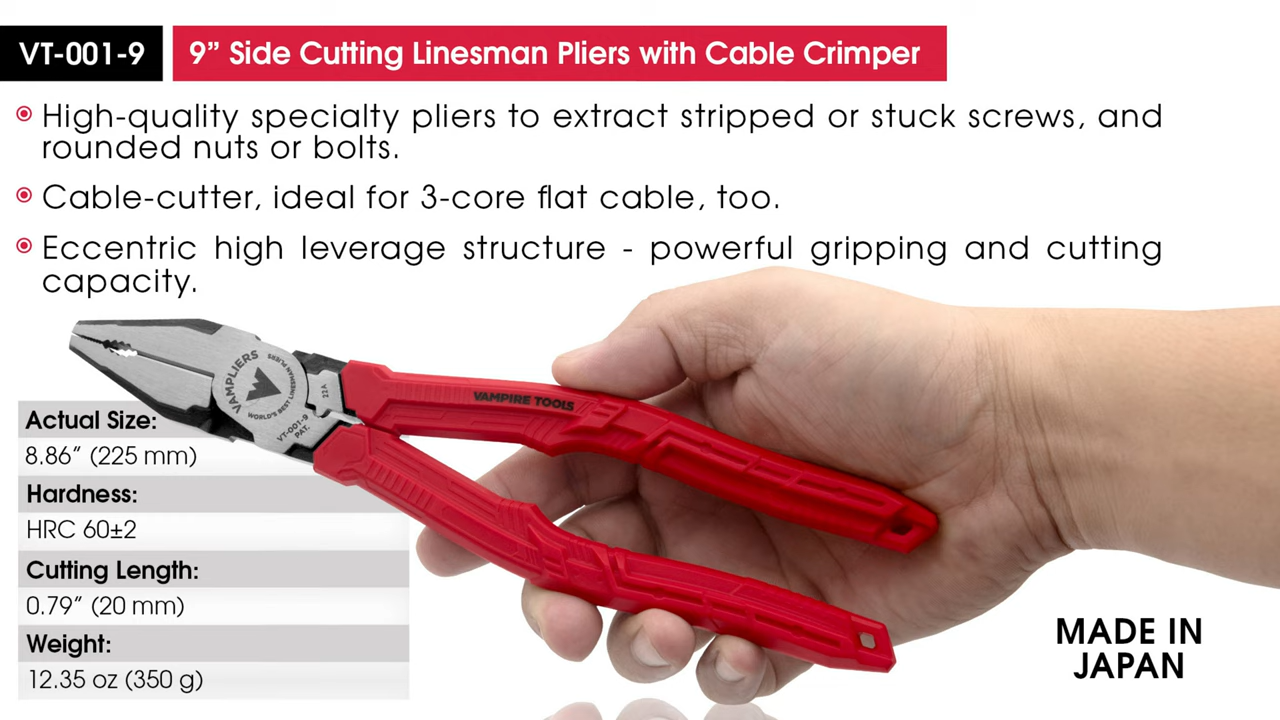 VT-001-9
9” Side Cutting Linesman Pliers with Cable Crimper
High-quality specialty pliers to extract stripped or stuck screws, and
rounded nuts or bolts.
Cable-cutter, ideal for 3-core flat cable, too.
Eccentric high leverage structure - powerful gripping and cutting
capacity.
VAMPLIERS
WORLD'S BEST LINESMAN PLIERS
22A
VT-001-9
PAT.
VAMPIRE TOOLS
Actual Size:
8.86” (225 mm)
Hardness:
HRC 60±2
Cutting Length:
0.79” (20 mm)
Weight:
12.35 oz (350 g)
MADE IN
JAPAN